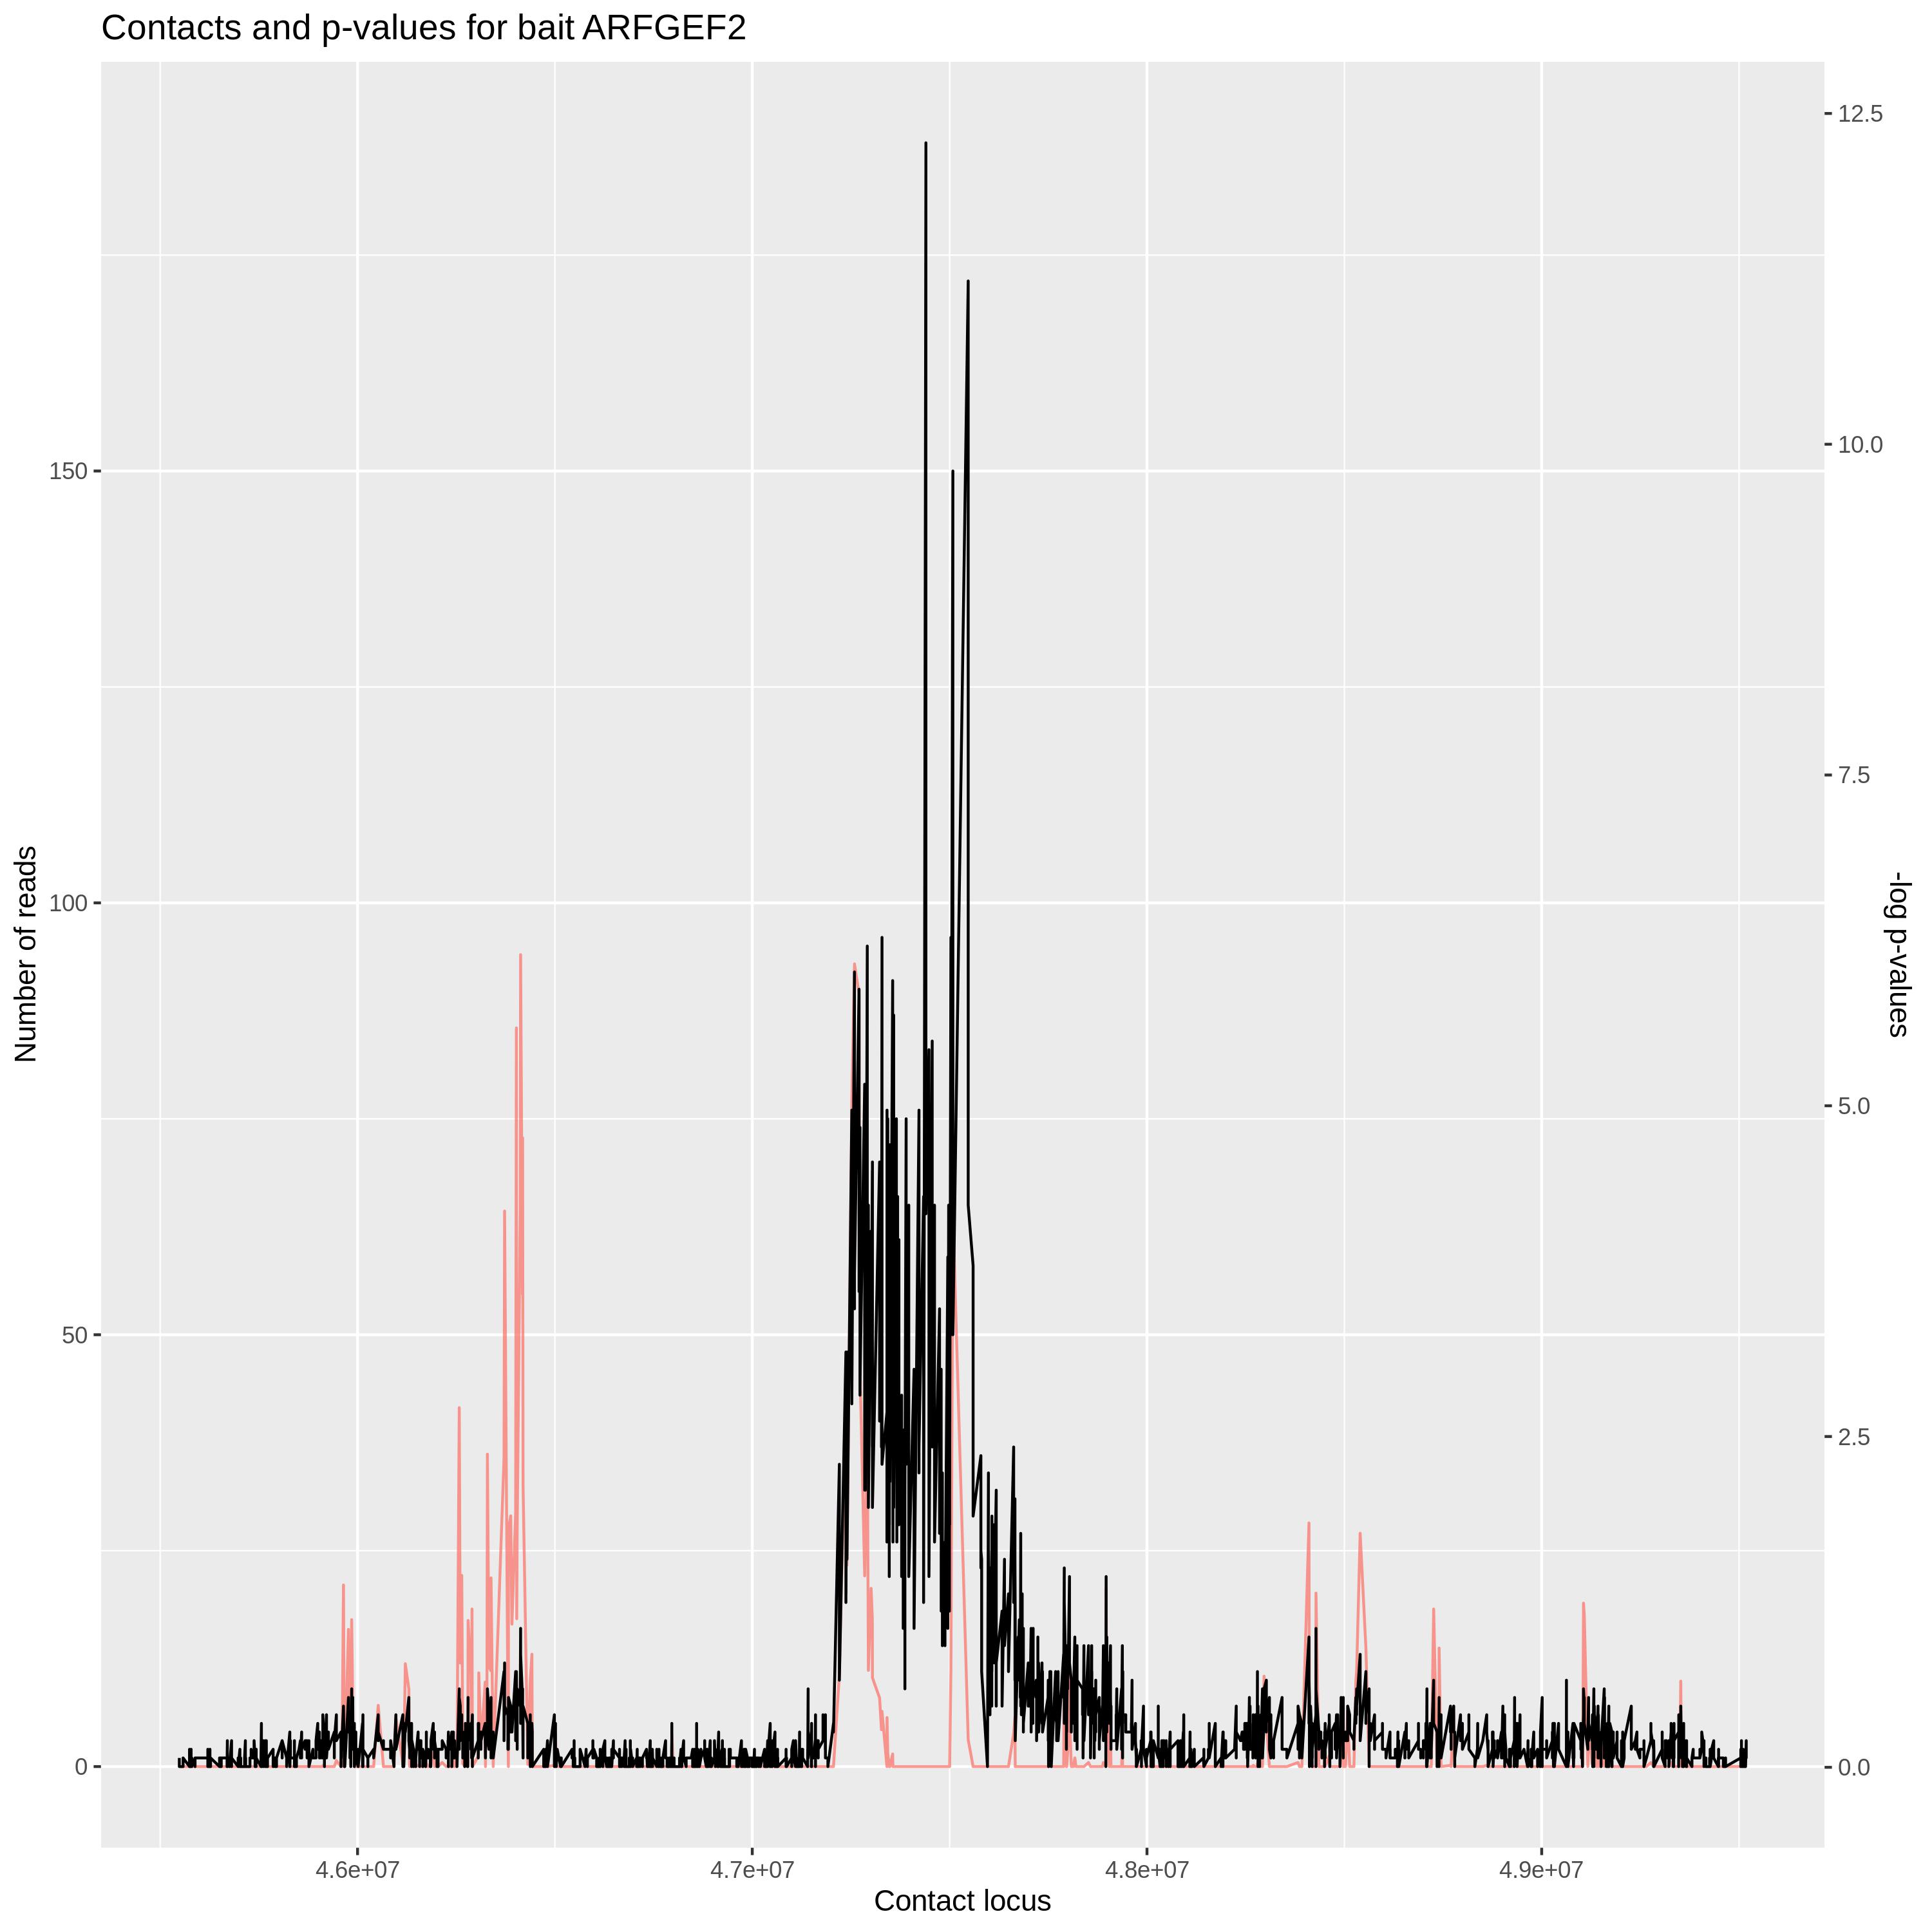 Contacts and p-values for bait ARFGEF2
12.5
10.0
150
7.5
100
5.0
50
2.5
0
0.0
Number of reads
-log p-values
4.6e+07
4.7e+07
4.8e+07
4.9e+07
Contact locus